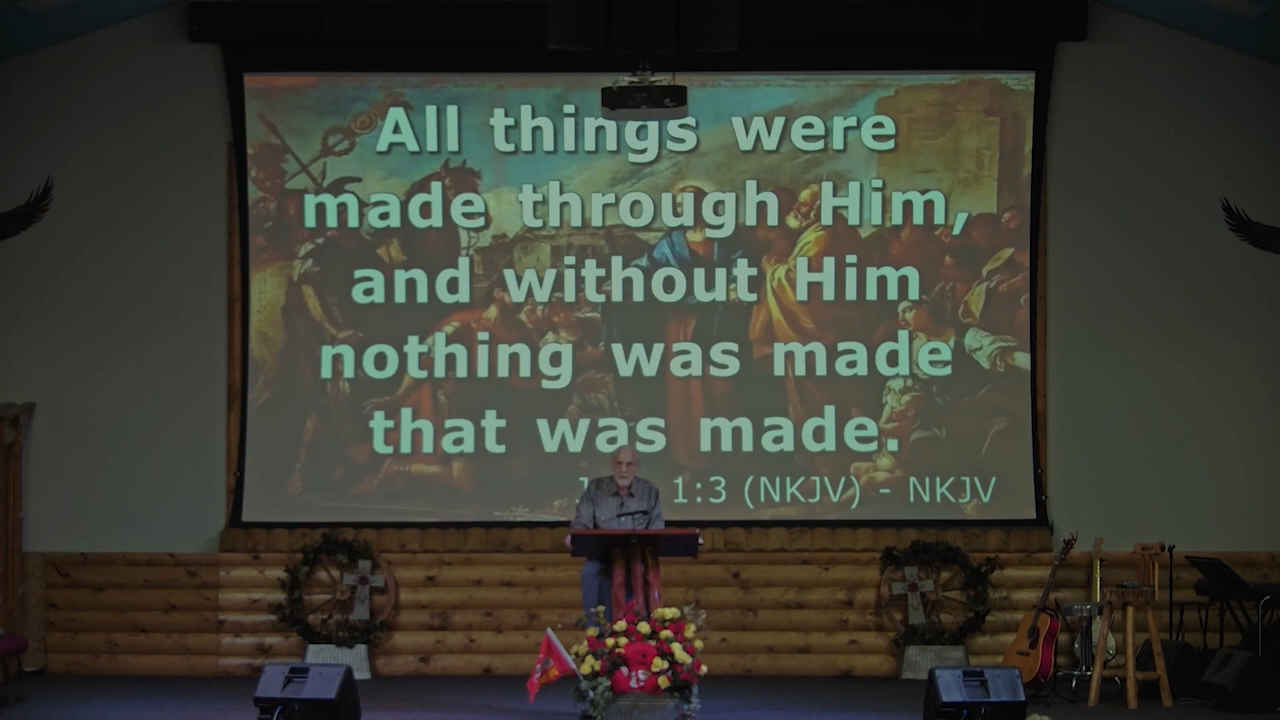 All things were
made through Him,
and without Him
nothing was made
that was made.
1:3 (NKJV) - NKJV